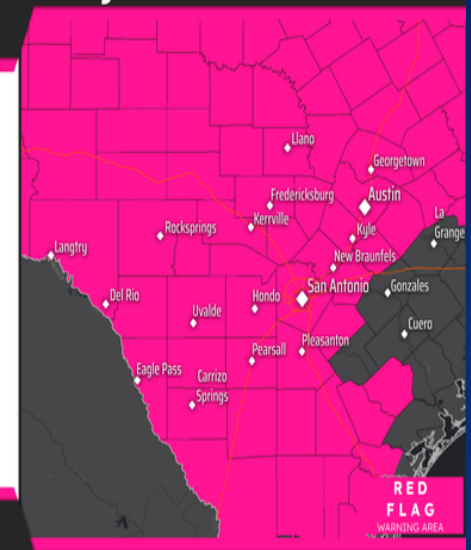 Llano
Georgetown
Fredericksburg
Austin
Kerrville
La
Grange
Rocksprings
Kyle
Langtry
New Braunfels
San Antonio
Gonzales
Del Rio
Hondo
Uvalde
Cuero
Pleasanton
Pearsall
Eagle Pass
Carrizo
Springs
RED
FLAG
WARNING AREA